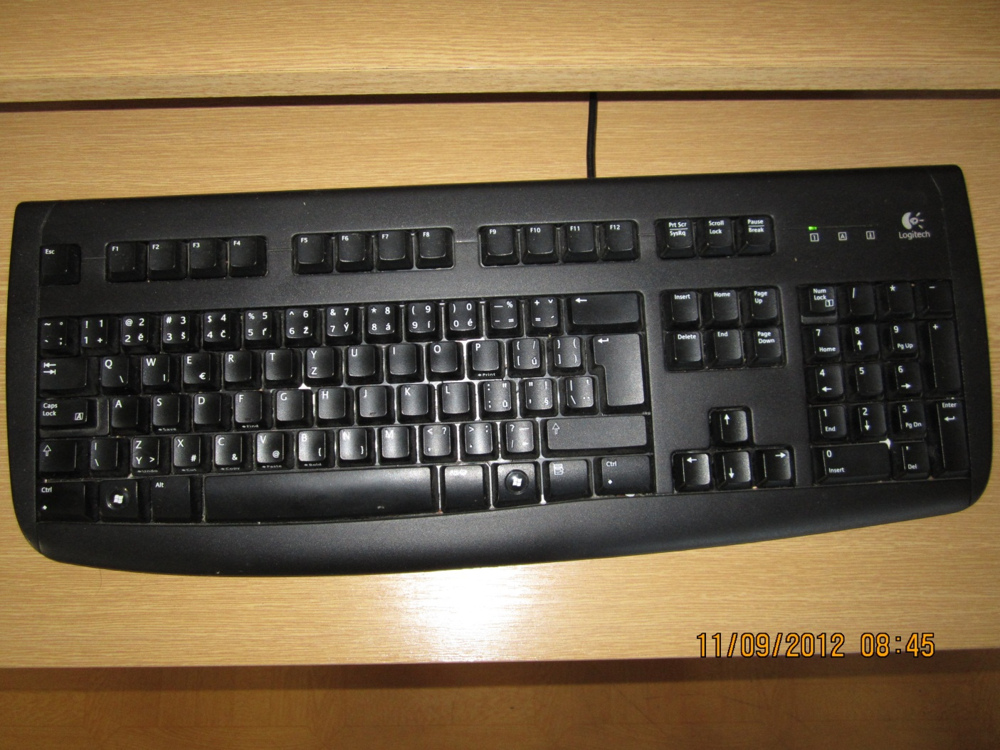 Esc F1 F2 F3 F4 F5 F6 F7 F8 F9 F10 F11 F12 Prt Scr SysRq Scroll Lock Pause Break
1 A
Logitech
~ ° ` ; ! 1 1 + @ 2 2 ě # 3 3 š $ 4 4 č % 5 5 ř ^ 6 6 ž & 7 7 ý * 8 8 á ( 9 9 í ) 0 0 é — % - = + ˇ = ´ ← Insert Home Page Up Num Lock 1 / * -
Q \ W | E € R T Y Z U I O P Print { / [ ú } ( ] ) ↵ Delete End Page Down 7 Home 8 ↑ 9 Pg Up +
Caps Lock A A S Save D F Find G H J K L : " ; ů " ! ' § | ' \ ¨ 4 ← 5 6 →
⇧ | \ Z Y > Undo X # Cut C & Copy V @ Paste B { Bold N } M < ? , > : . ? _ / - ⇧ ↑ 1 End 2 ↓ 3 Pg Dn Enter ↵
Ctrl Alt Ctrl ← ↓ → 0 Insert Del
11/09/2012 08:45